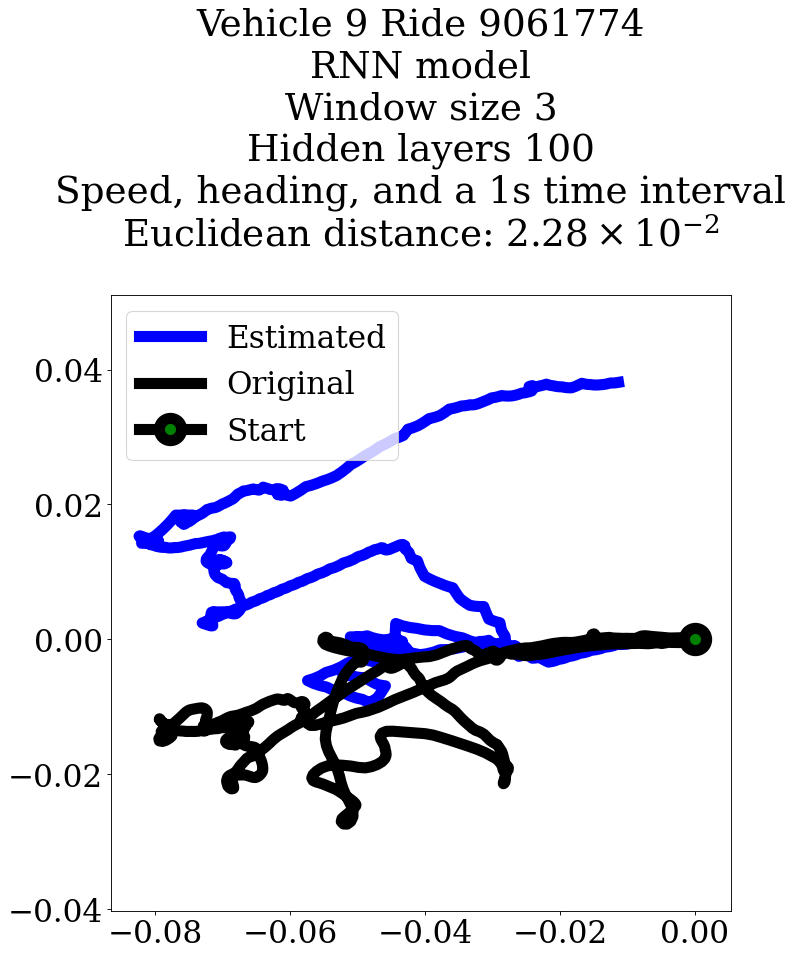 Vehicle 9 Ride 9061774
RNN model
Window size 3
Hidden layers 100
Speed, heading, and a 1s time interval
Euclidean distance: 2.28 × 10⁻²
Estimated
Original
Start
0.04
0.02
0.00
−0.02
−0.04
−0.08 −0.06 −0.04 −0.02 0.00